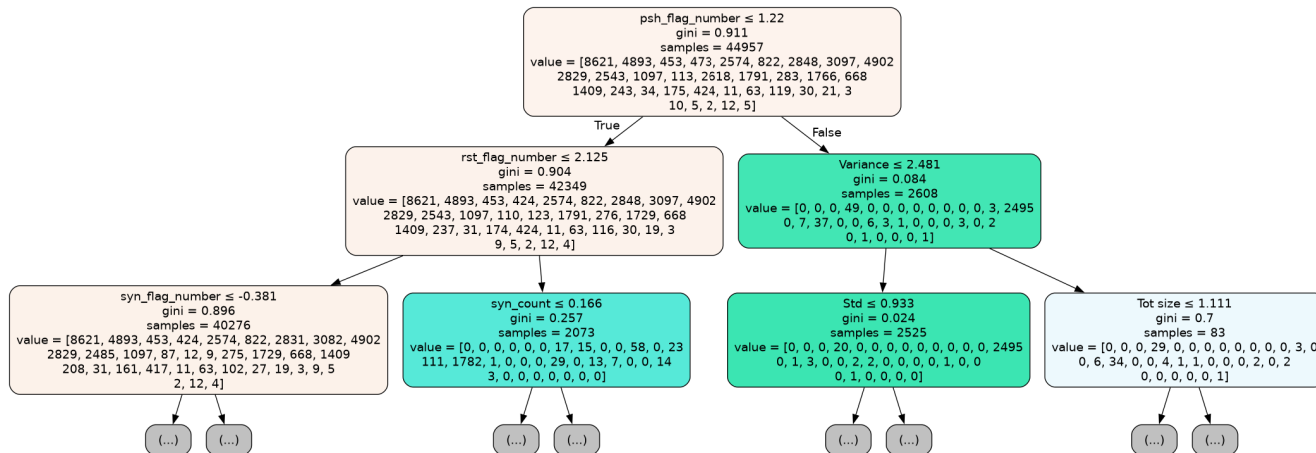 psh_flag_number ≤ 1.22
gini = 0.911
samples = 44957
value = [8621, 4893, 453, 473, 2574, 822, 2848, 3097, 4902
2829, 2543, 1097, 113, 2618, 1791, 283, 1766, 668
1409, 243, 34, 175, 424, 11, 63, 119, 30, 21, 3
10, 5, 2, 12, 5]
True
False
rst_flag_number ≤ 2.125
gini = 0.904
samples = 42349
value = [8621, 4893, 453, 424, 2574, 822, 2848, 3097, 4902
2829, 2543, 1097, 110, 123, 1791, 276, 1729, 668
1409, 237, 31, 174, 424, 11, 63, 116, 30, 19, 3
9, 5, 2, 12, 4]
Variance ≤ 2.481
gini = 0.084
samples = 2608
value = [0, 0, 0, 49, 0, 0, 0, 0, 0, 0, 0, 0, 3, 2495
0, 7, 37, 0, 0, 6, 3, 1, 0, 0, 0, 3, 0, 2
0, 1, 0, 0, 0, 1]
syn_flag_number ≤ -0.381
gini = 0.896
samples = 40276
value = [8621, 4893, 453, 424, 2574, 822, 2831, 3082, 4902
2829, 2485, 1097, 87, 12, 9, 275, 1729, 668, 1409
208, 31, 161, 417, 11, 63, 102, 27, 19, 3, 9, 5
2, 12, 4]
syn_count ≤ 0.166
gini = 0.257
samples = 2073
value = [0, 0, 0, 0, 0, 0, 17, 15, 0, 0, 58, 0, 23
111, 1782, 1, 0, 0, 0, 29, 0, 13, 7, 0, 0, 14
3, 0, 0, 0, 0, 0, 0, 0]
Std ≤ 0.933
gini = 0.024
samples = 2525
value = [0, 0, 0, 20, 0, 0, 0, 0, 0, 0, 0, 0, 0, 2495
0, 1, 3, 0, 0, 2, 2, 0, 0, 0, 0, 1, 0, 0
0, 1, 0, 0, 0, 0]
Tot size ≤ 1.111
gini = 0.7
samples = 83
value = [0, 0, 0, 29, 0, 0, 0, 0, 0, 0, 0, 0, 3, 0
0, 6, 34, 0, 0, 4, 1, 1, 0, 0, 0, 2, 0, 2
0, 0, 0, 0, 0, 1]
(...)
(...)
(...)
(...)
(...)
(...)
(...)
(...)